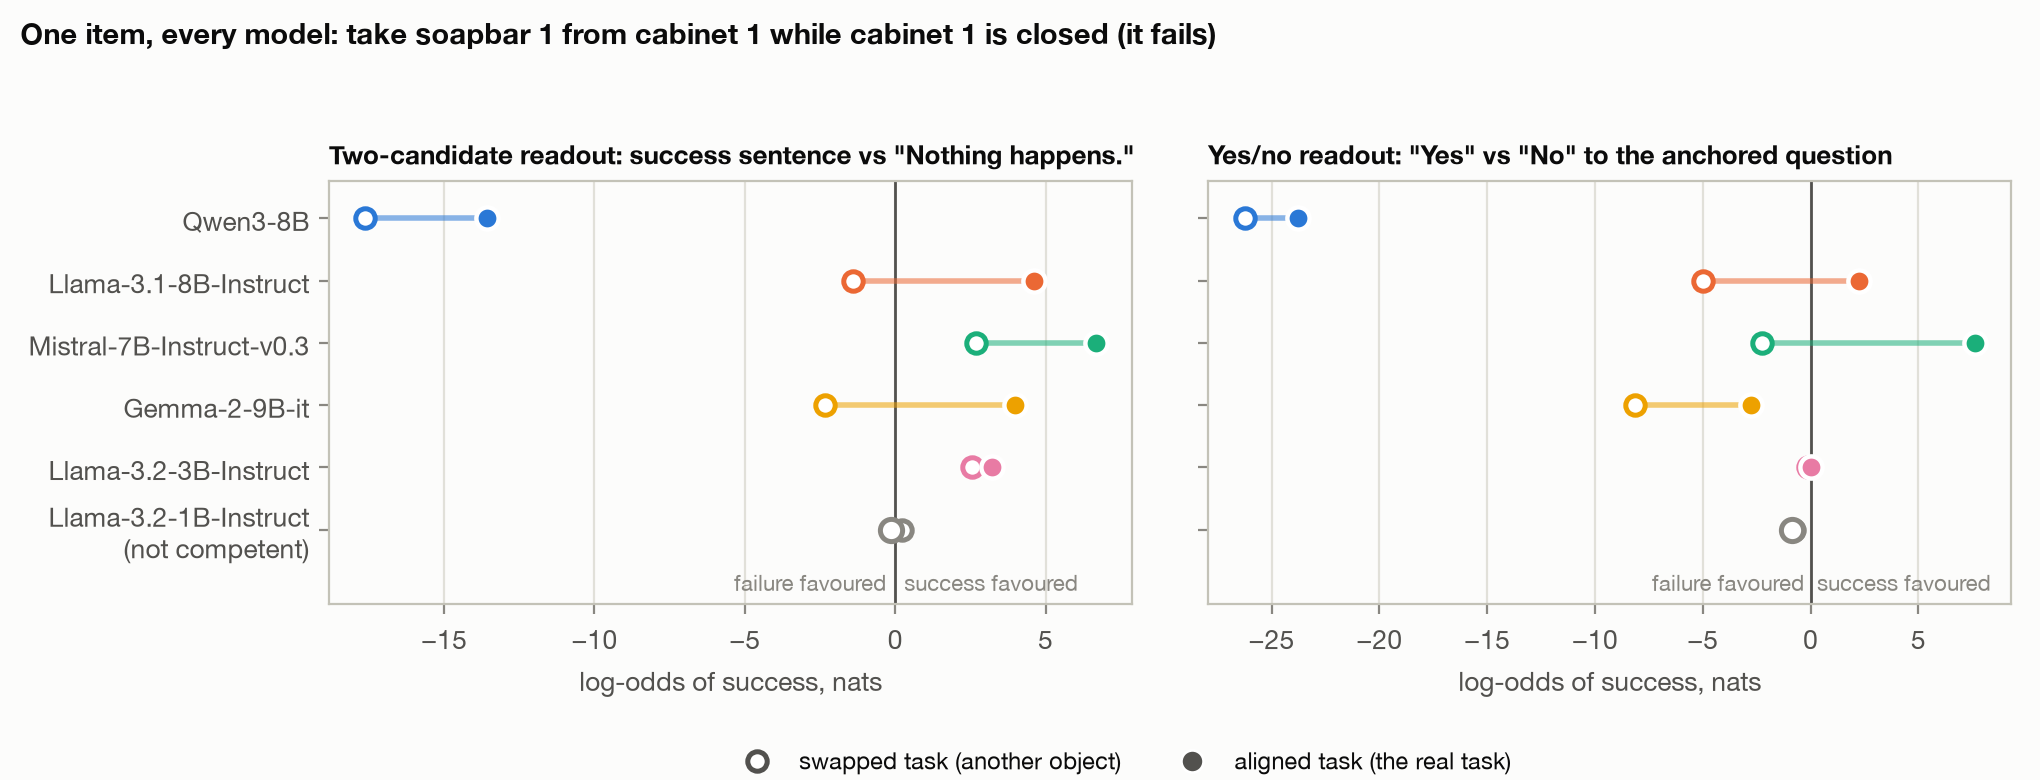 One item, every model: take soapbar 1 from cabinet 1 while cabinet 1 is closed (it fails)
Two-candidate readout: success sentence vs "Nothing happens."
Qwen3-8B
Llama-3.1-8B-Instruct
Mistral-7B-Instruct-v0.3
Gemma-2-9B-it
Llama-3.2-3B-Instruct
Llama-3.2-1B-Instruct
(not competent)
failure favoured
success favoured
−15 −10 −5 0 5
log-odds of success, nats
Yes/no readout: "Yes" vs "No" to the anchored question
failure favoured
success favoured
−25 −20 −15 −10 −5 0 5
log-odds of success, nats
swapped task (another object)
aligned task (the real task)